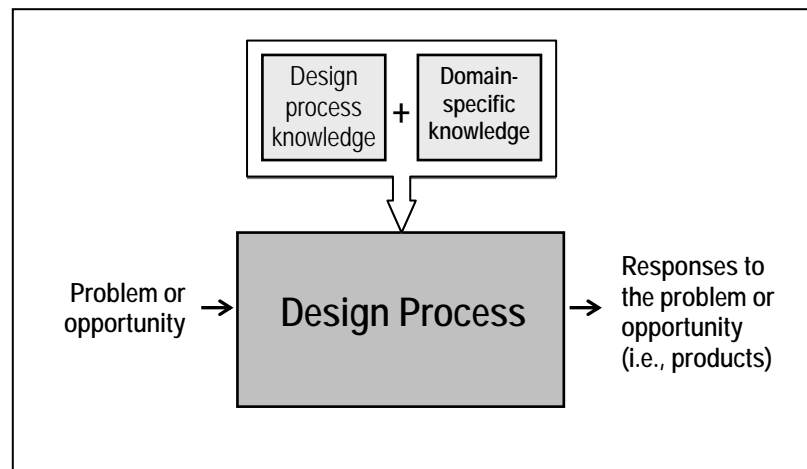 Design
process
knowledge
+
Domain-
specific
knowledge
Problem or
opportunity
Design Process
Responses to
the problem or
opportunity
(i.e., products)